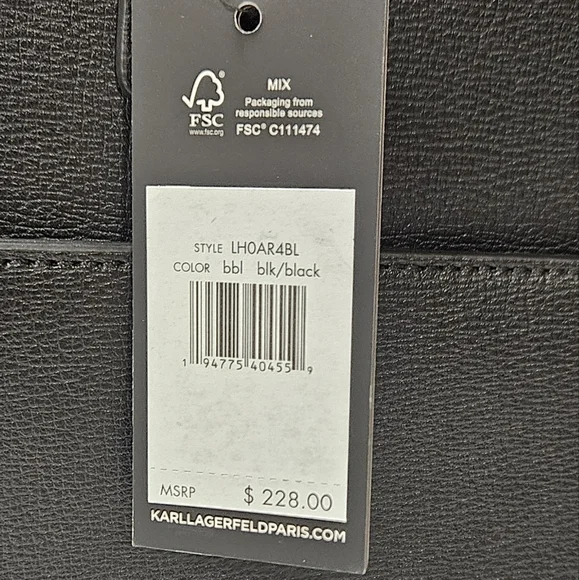 MIX
Packaging from
responsible sources
FSC® C111474
FSC
www.fsc.org
STYLE LH0AR4BL
COLOR bbl blk/black
1 94775 40455 9
MSRP $ 228.00
KARLLAGERFELDPARIS.COM